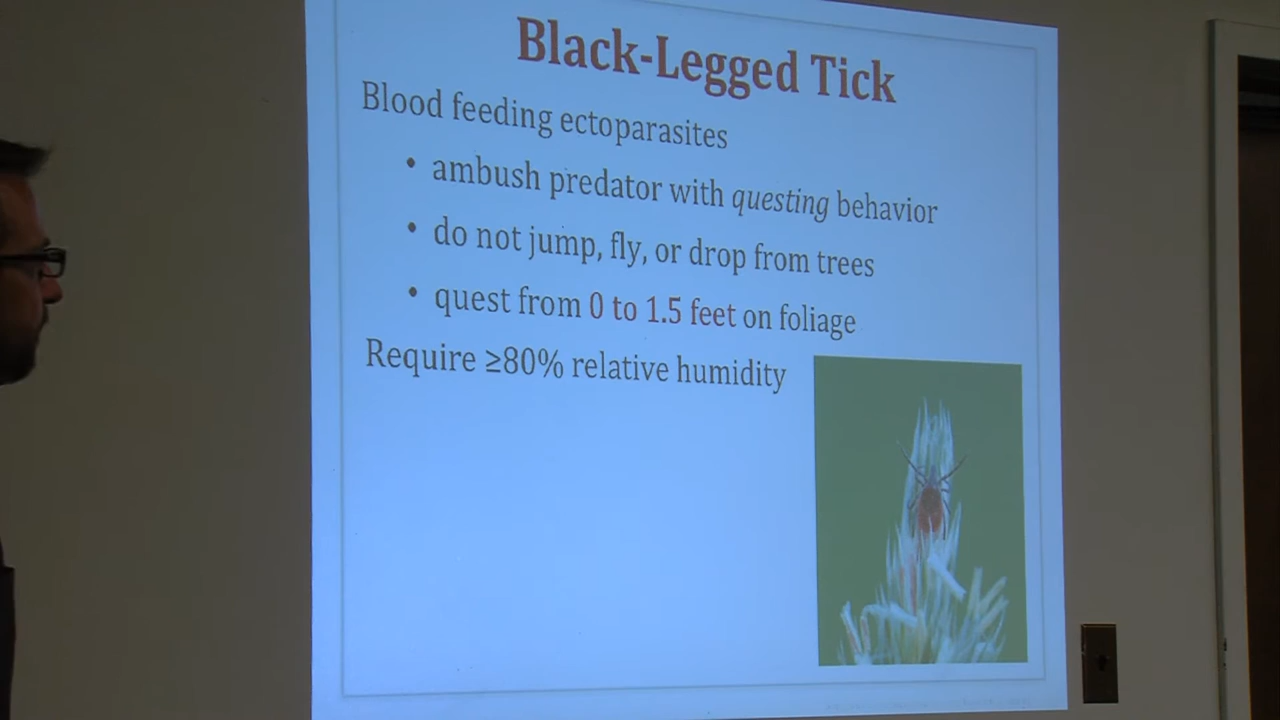 Black-Legged Tick
Blood feeding ectoparasites
• ambush predator with questing behavior
• do not jump, fly, or drop from trees
• quest from 0 to 1.5 feet on foliage
Require ≥80% relative humidity